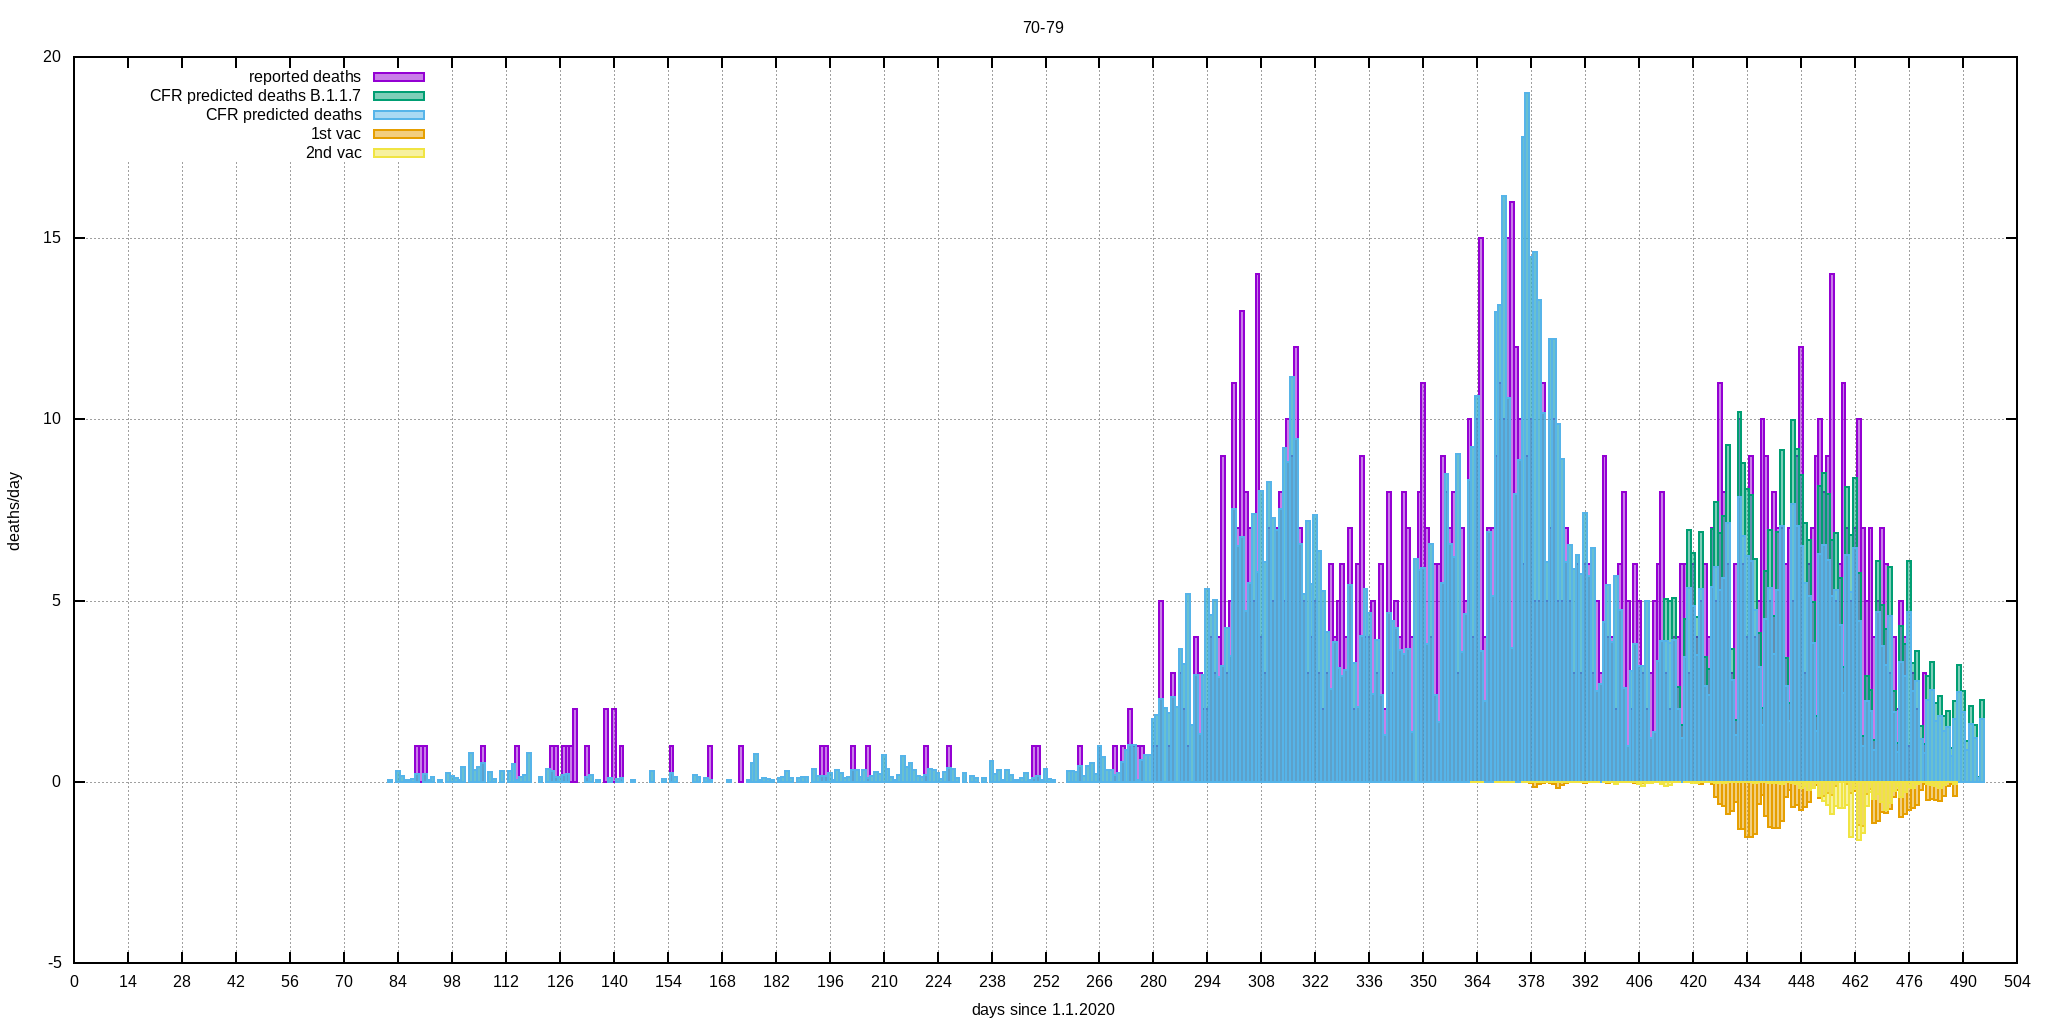 70-79
reported deaths
CFR predicted deaths B.1.1.7
CFR predicted deaths
1st vac
2nd vac
20
15
10
5
0
-5
deaths/day
0 14 28 42 56 70 84 98 112 126 140 154 168 182 196 210 224 238 252 266 280 294 308 322 336 350 364 378 392 406 420 434 448 462 476 490 504
days since 1.1.2020